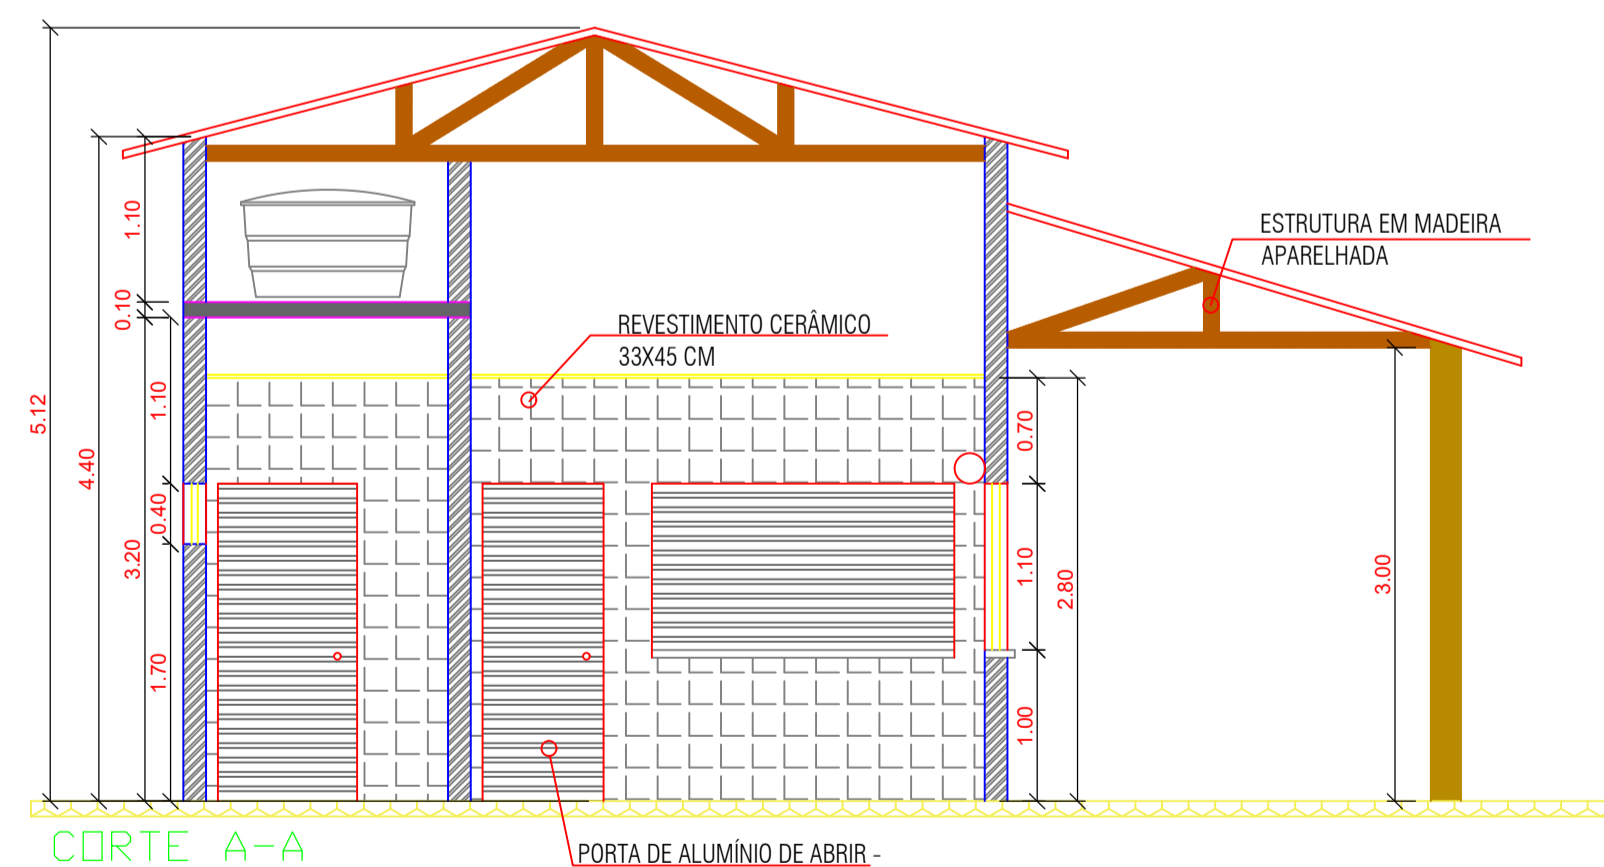 ESTRUTURA EM MADEIRA
APARELHADA
REVESTIMENTO CERÂMICO
33X45 CM
5.12
4.40
1.10
0.10
3.20
1.10
0.40
1.70
0.70
1.10
1.00
2.80
3.00
CORTE A-A
PORTA DE ALUMÍNIO DE ABRIR -